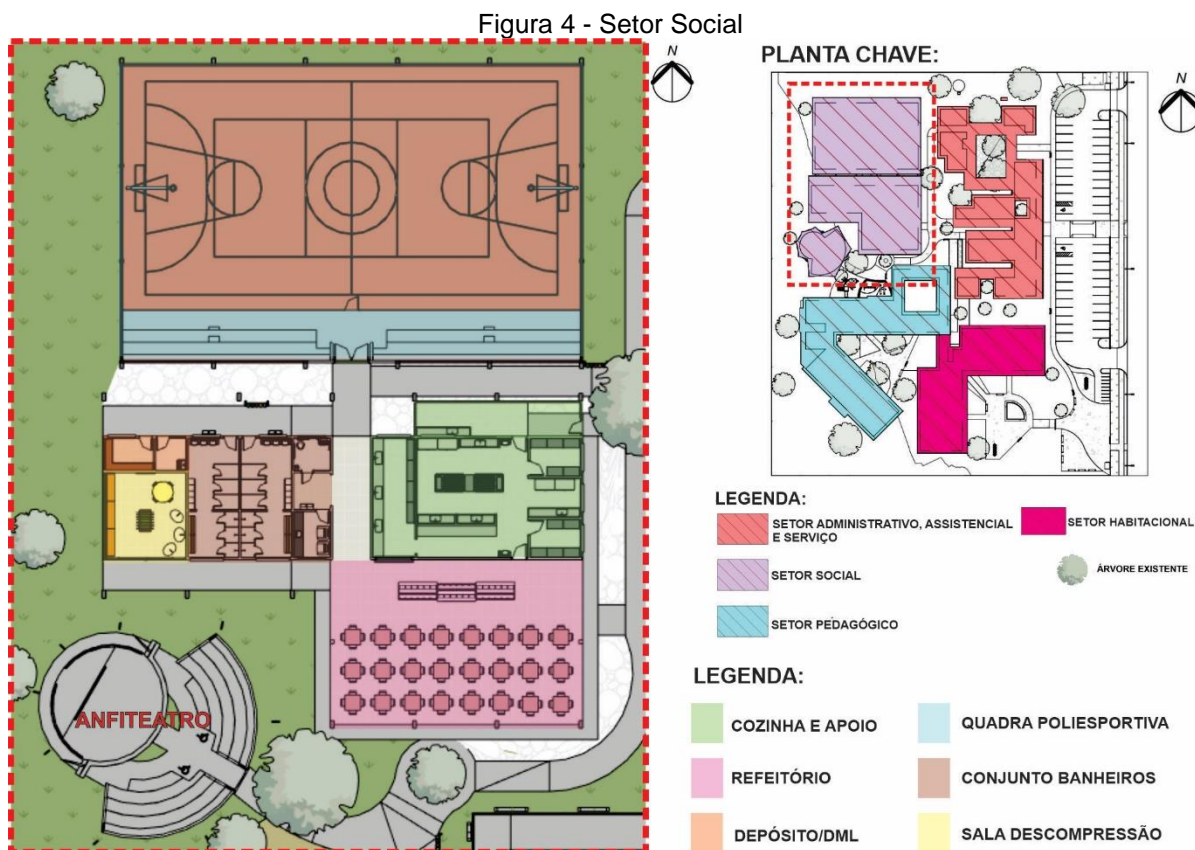 Figura 4 - Setor Social
N
ANFITEATRO
PLANTA CHAVE:
N
LEGENDA:
SETOR ADMINISTRATIVO, ASSISTENCIAL
E SERVIÇO
SETOR SOCIAL
SETOR PEDAGÓGICO
SETOR HABITACIONAL
ÁRVORE EXISTENTE
LEGENDA:
COZINHA E APOIO
REFEITÓRIO
DEPÓSITO/DML
QUADRA POLIESPORTIVA
CONJUNTO BANHEIROS
SALA DESCOMPRESSÃO